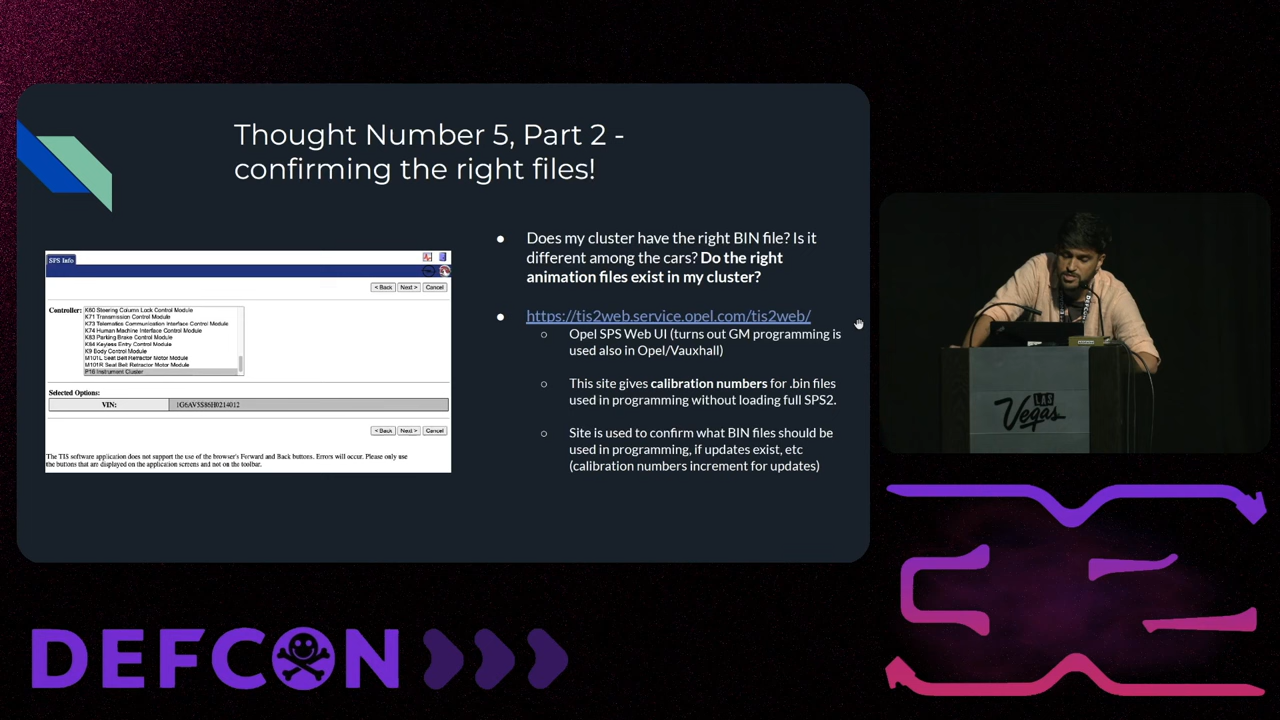 Thought Number 5, Part 2 -
confirming the right files!
SPS Info
< Back Next > Cancel
Controller:
K60 Steering Column Lock Control Module
K71 Transmission Control Module
K73 Telematics Communication Interface Control Module
K74 Human Machine Interface Control Module
K83 Parking Brake Control Module
K84 Keyless Entry Control Module
K9 Body Control Module
M101L Seat Belt Retractor Motor Module
M101R Seat Belt Retractor Motor Module
P16 Instrument Cluster
Selected Options:
VIN: 1G6AV5S86H0214012
< Back Next > Cancel
The TIS software application does not support the use of the browser's Forward and Back buttons. Errors will occur. Please only use
the buttons that are displayed on the application screens and not on the toolbar.
● Does my cluster have the right BIN file? Is it
different among the cars? Do the right
animation files exist in my cluster?
● https://tis2web.service.opel.com/tis2web/
○ Opel SPS Web UI (turns out GM programming is
used also in Opel/Vauxhall)
○ This site gives calibration numbers for .bin files
used in programming without loading full SPS2.
○ Site is used to confirm what BIN files should be
used in programming, if updates exist, etc
(calibration numbers increment for updates)
LAS
Vegas
DEFCON